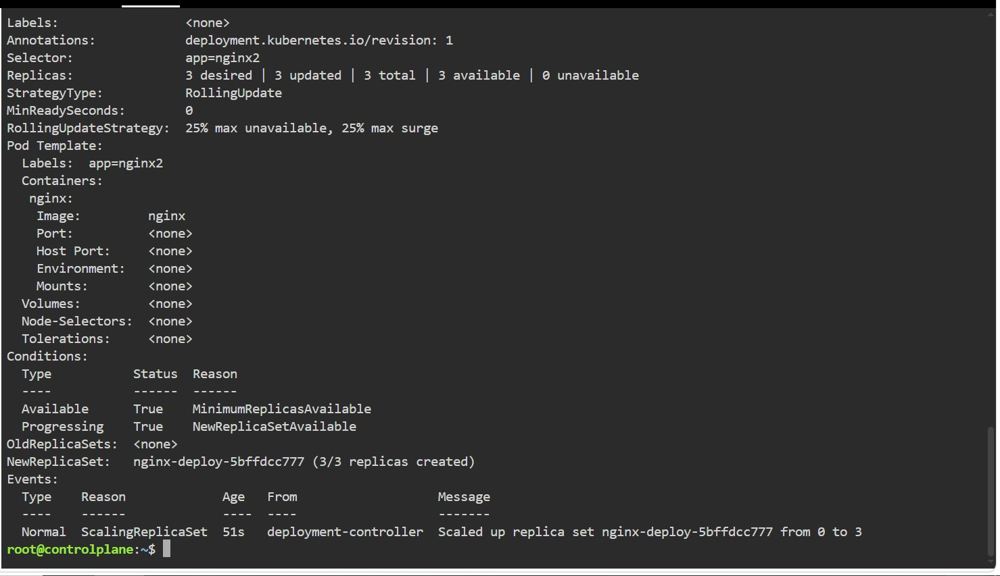 Labels:                 <none>
Annotations:            deployment.kubernetes.io/revision: 1
Selector:               app=nginx2
Replicas:               3 desired | 3 updated | 3 total | 3 available | 0 unavailable
StrategyType:           RollingUpdate
MinReadySeconds:        0
RollingUpdateStrategy:  25% max unavailable, 25% max surge
Pod Template:
  Labels:  app=nginx2
  Containers:
   nginx:
    Image:         nginx
    Port:          <none>
    Host Port:     <none>
    Environment:   <none>
    Mounts:        <none>
  Volumes:         <none>
  Node-Selectors:  <none>
  Tolerations:     <none>
Conditions:
  Type           Status  Reason
  ----           ------  ------
  Available      True    MinimumReplicasAvailable
  Progressing    True    NewReplicaSetAvailable
OldReplicaSets:  <none>
NewReplicaSet:   nginx-deploy-5bffdcc777 (3/3 replicas created)
Events:
  Type    Reason             Age   From                   Message
  ----    ------             ----  ----                   -------
  Normal  ScalingReplicaSet  51s   deployment-controller  Scaled up replica set nginx-deploy-5bffdcc777 from 0 to 3
root@controlplane:~$